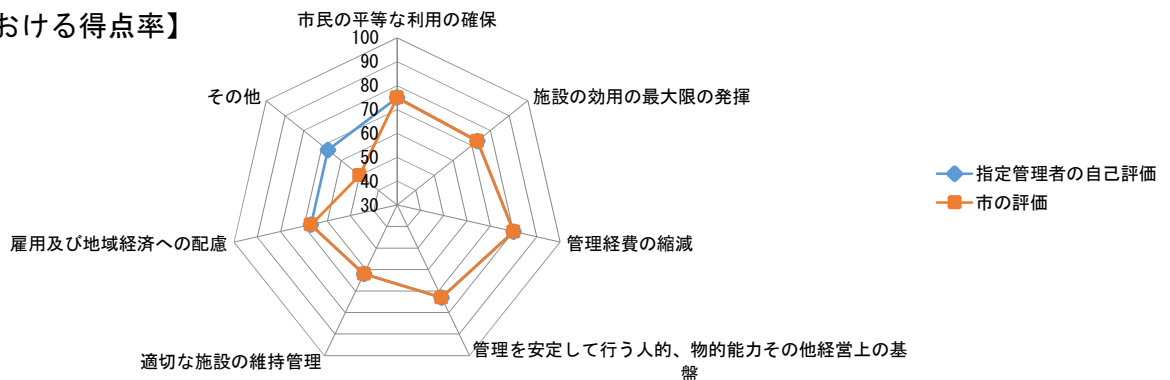 おける得点率】
市民の平等な利用の確保
100
90
80
70
60
50
40
30
施設の効用の最大限の発揮
管理経費の縮減
管理を安定して行う人的、物的能力その他経営上の基
盤
適切な施設の維持管理
雇用及び地域経済への配慮
その他
指定管理者の自己評価
市の評価